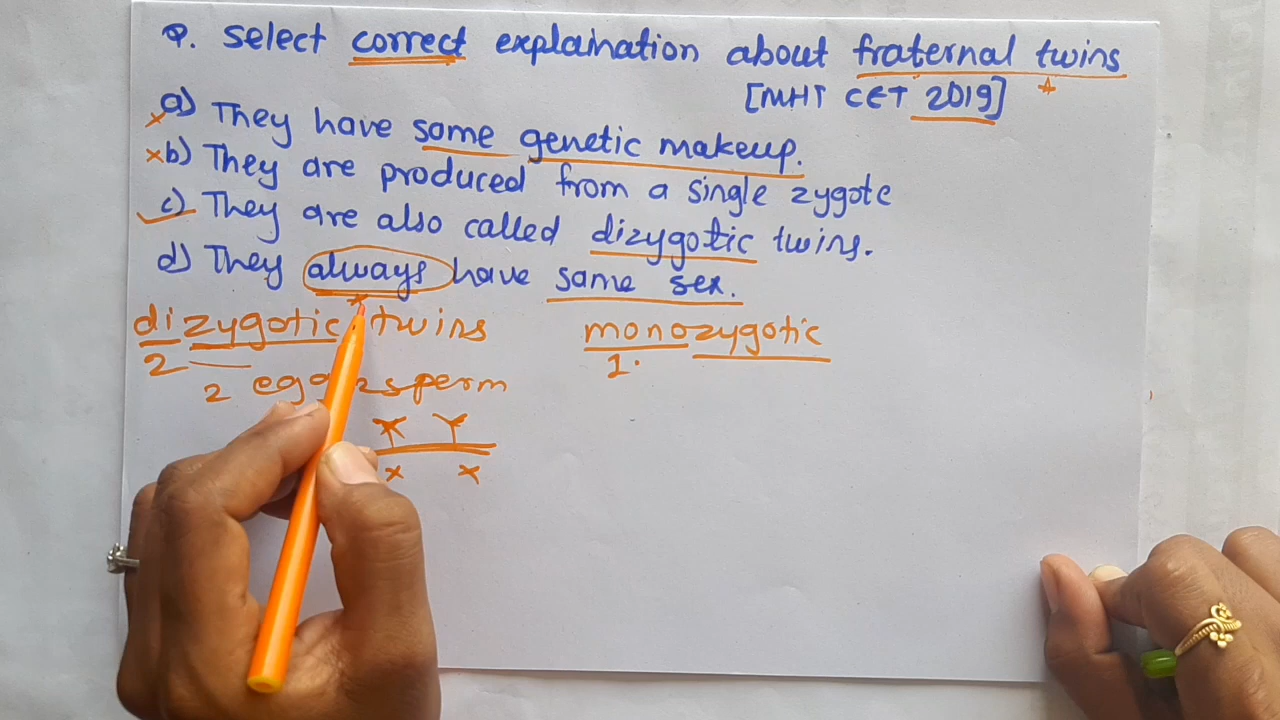 Q. select correct explaination about fraternal twins
[MHT CET 2019]
a) They have same genetic makeup.
b) They are produced from a single zygote
c) They are also called dizygotic twins.
d) They always have same sex.
dizygotic twins monozygotic
2 1.
2 egg 2 sperm
X Y
x x